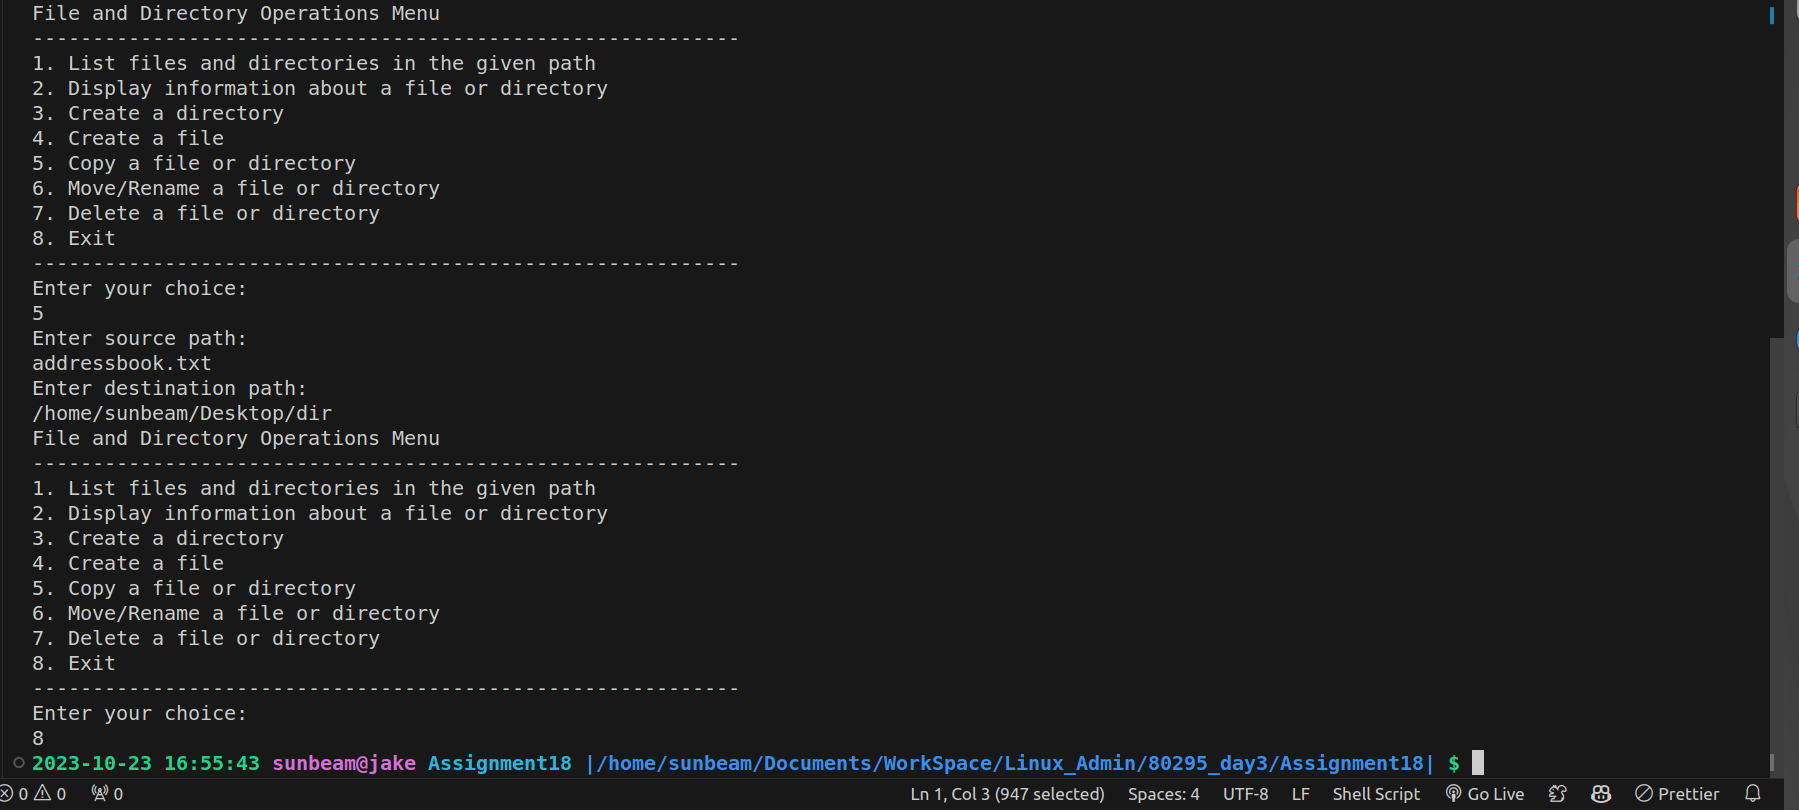 File and Directory Operations Menu
-----------------------------------------------------------
1. List files and directories in the given path
2. Display information about a file or directory
3. Create a directory
4. Create a file
5. Copy a file or directory
6. Move/Rename a file or directory
7. Delete a file or directory
8. Exit
-----------------------------------------------------------
Enter your choice:
5
Enter source path:
addressbook.txt
Enter destination path:
/home/sunbeam/Desktop/dir
File and Directory Operations Menu
-----------------------------------------------------------
1. List files and directories in the given path
2. Display information about a file or directory
3. Create a directory
4. Create a file
5. Copy a file or directory
6. Move/Rename a file or directory
7. Delete a file or directory
8. Exit
-----------------------------------------------------------
Enter your choice:
8
2023-10-23 16:55:43 sunbeam@jake Assignment18 |/home/sunbeam/Documents/WorkSpace/Linux_Admin/80295_day3/Assignment18| $
0 0 0 Ln 1, Col 3 (947 selected) Spaces: 4 UTF-8 LF Shell Script Go Live Prettier